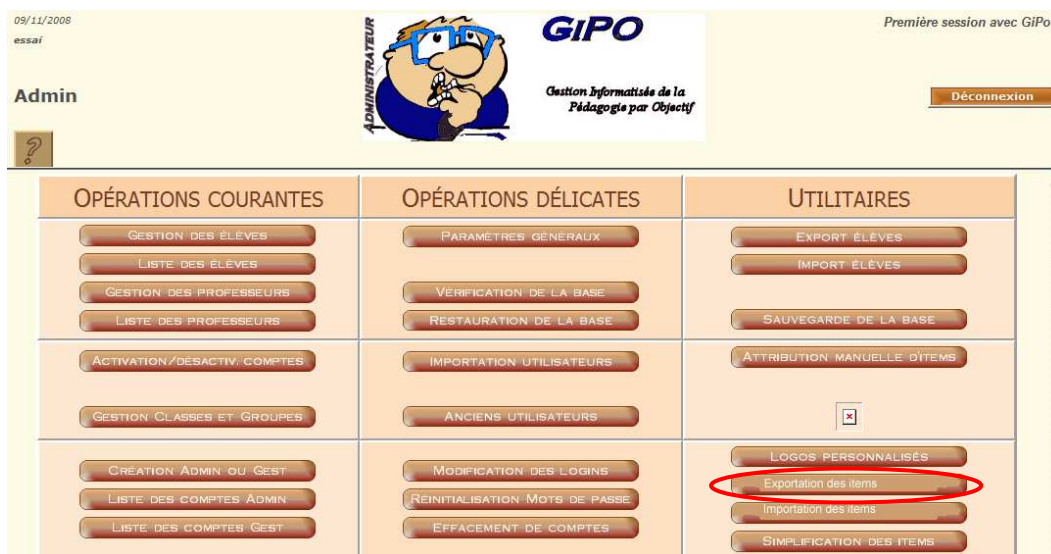 09/11/2008
essai
Admin
ADMINISTRATEUR
GiPO
Gestion Informatisée de la
Pédagogie par Objectif
Première session avec GiPo
Déconnexion
?
OPÉRATIONS COURANTES
GESTION DES ÉLÈVES
LISTE DES ÉLÈVES
GESTION DES PROFESSEURS
LISTE DES PROFESSEURS
ACTIVATION/DÉSACTIV. COMPTES
GESTION CLASSES ET GROUPES
CRÉATION ADMIN OU GEST
LISTE DES COMPTES ADMIN
LISTE DES COMPTES GEST
OPÉRATIONS DÉLICATES
PARAMÈTRES GÉNÉRAUX
VÉRIFICATION DE LA BASE
RESTAURATION DE LA BASE
IMPORTATION UTILISATEURS
ANCIENS UTILISATEURS
MODIFICATION DES LOGINS
RÉINITIALISATION MOTS DE PASSE
EFFACEMENT DE COMPTES
UTILITAIRES
EXPORT ÉLÈVES
IMPORT ÉLÈVES
SAUVEGARDE DE LA BASE
ATTRIBUTION MANUELLE D'ITEMS
LOGOS PERSONNALISÉS
Exportation des items
Importation des items
SIMPLIFICATION DES ITEMS